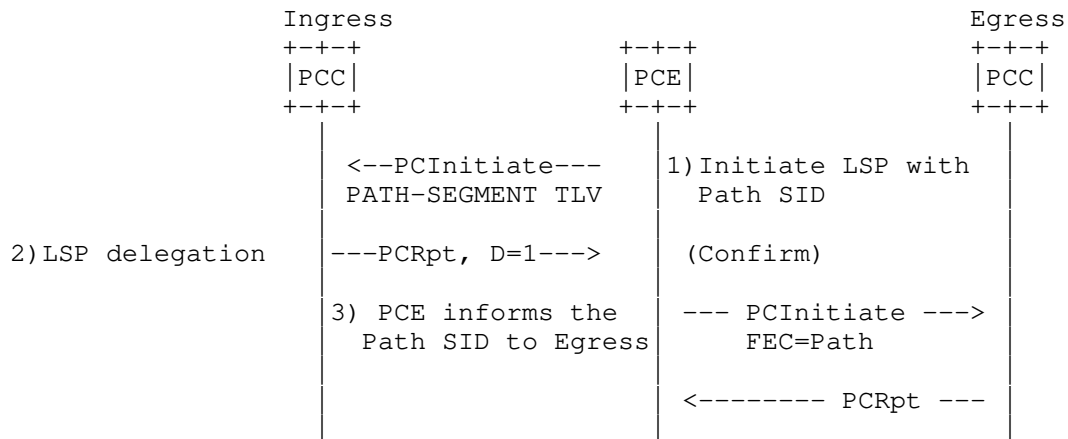 Ingress                                  Egress
+-+-+              +-+-+                 +-+-+
|PCC|              |PCE|                 |PCC|
+-+-+              +-+-+                 +-+-+
| <--PCInitiate--- |1)Initiate LSP with |
| PATH-SEGMENT TLV | Path SID |
2)LSP delegation |---PCRpt, D=1---> | (Confirm) |
|3) PCE informs the | --- PCInitiate ---> |
| Path SID to Egress| FEC=Path |
| | <-------- PCRpt --- |